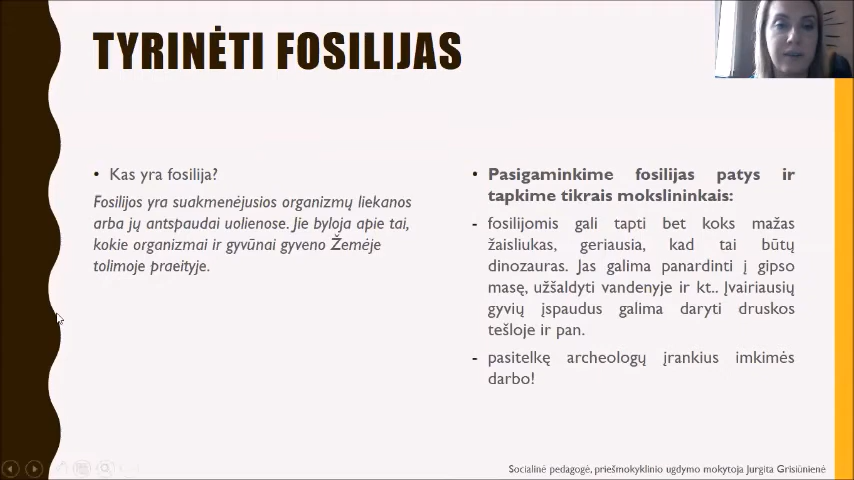 TYRINĖTI FOSILIJAS
• Kas yra fosilija?
Fosilijos yra suakmenėjusios organizmų liekanos
arba jų antspaudai uolienose. Jie byloja apie tai,
kokie organizmai ir gyvūnai gyveno Žemėje
tolimoje praeityje.
• Pasigaminkime fosilijas patys ir
tapkime tikrais mokslininkais:
- fosilijomis gali tapti bet koks mažas
žaisliukas, geriausia, kad tai būtų
dinozauras. Jas galima panardinti į gipso
masę, užšaldyti vandenyje ir kt.. Įvairiausių
gyvių įspaudus galima daryti druskos
tešloje ir pan.
- pasitelkę archeologų įrankius imkimės
darbo!
Socialinė pedagogė, priešmokyklinio ugdymo mokytoja Jurgita Grisiūnienė